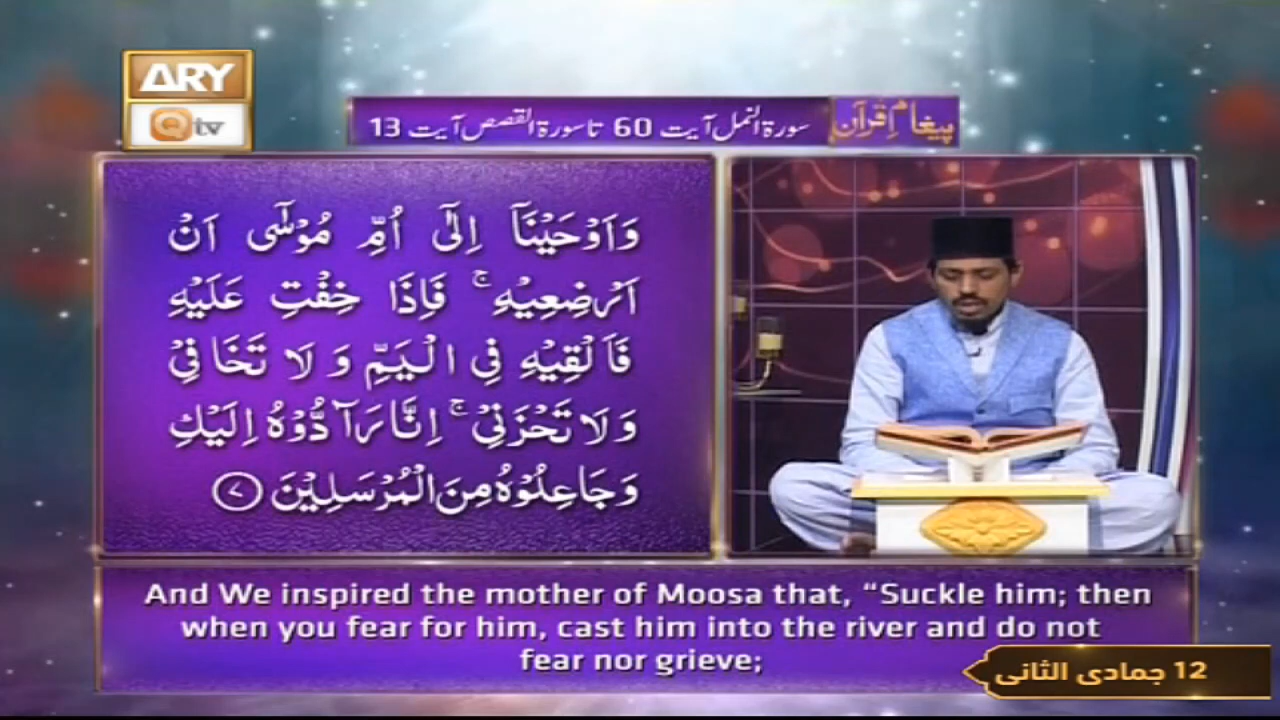 ARY
Qtv
پیغامِ قرآن
سورۃ النمل آیت 60 تا سورۃ القصص آیت 13
وَاَوْحَیْنَاۤ اِلٰۤی اُمِّ مُوْسٰۤی اَنْ
اَرْضِعِیْهِ ۚ فَاِذَا خِفْتِ عَلَیْهِ
فَاَلْقِیْهِ فِی الْیَمِّ وَلَا تَخَافِیْ
وَلَا تَحْزَنِیْ ۚ اِنَّا رَآدُّوْهُ اِلَیْكِ
وَجَاعِلُوْهُ مِنَ الْمُرْسَلِیْنَ ﴿۷﴾
And We inspired the mother of Moosa that, “Suckle him; then
when you fear for him, cast him into the river and do not
fear nor grieve;
12 جمادی الثانی